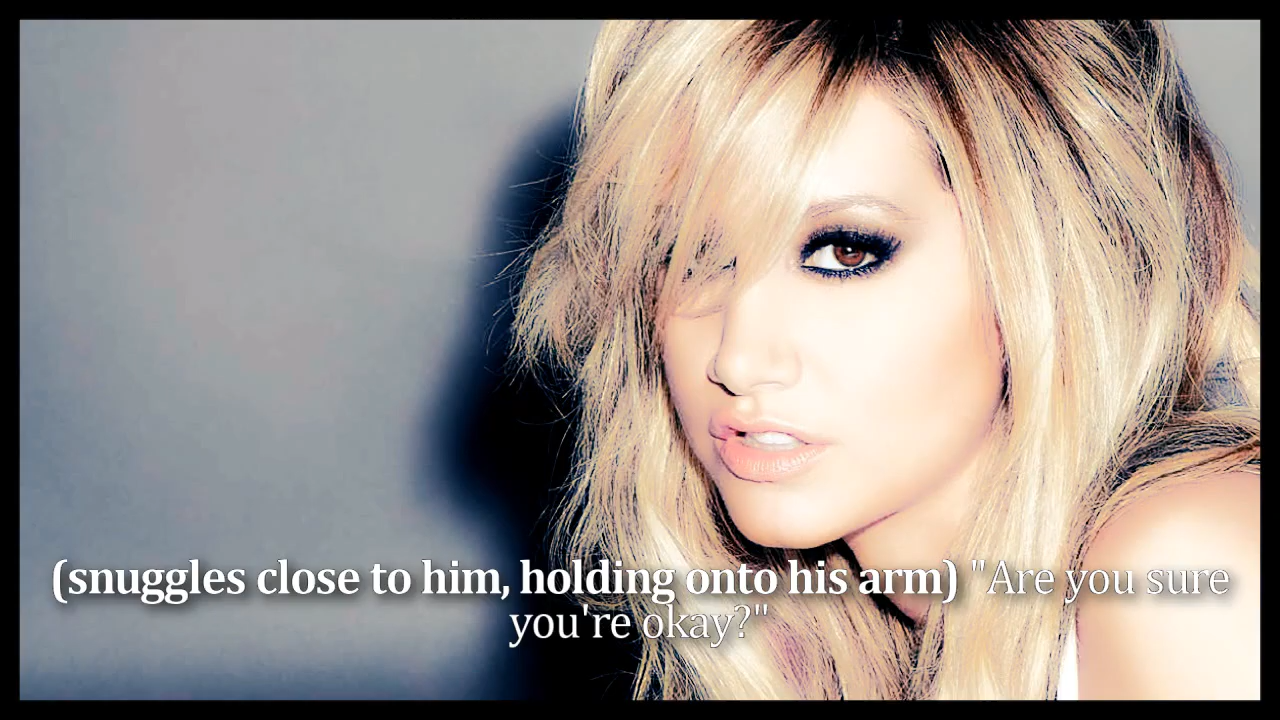 (snuggles close to him, holding onto his arm) "Are you sure
you're okay?"